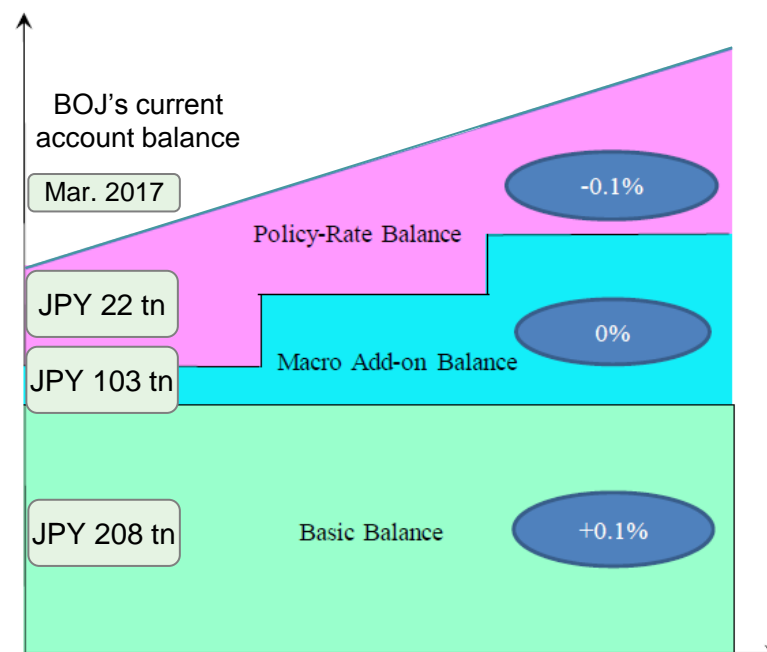 BOJ’s current
account balance
Mar. 2017
-0.1%
Policy-Rate Balance
JPY 22 tn
0%
Macro Add-on Balance
JPY 103 tn
JPY 208 tn
Basic Balance
+0.1%